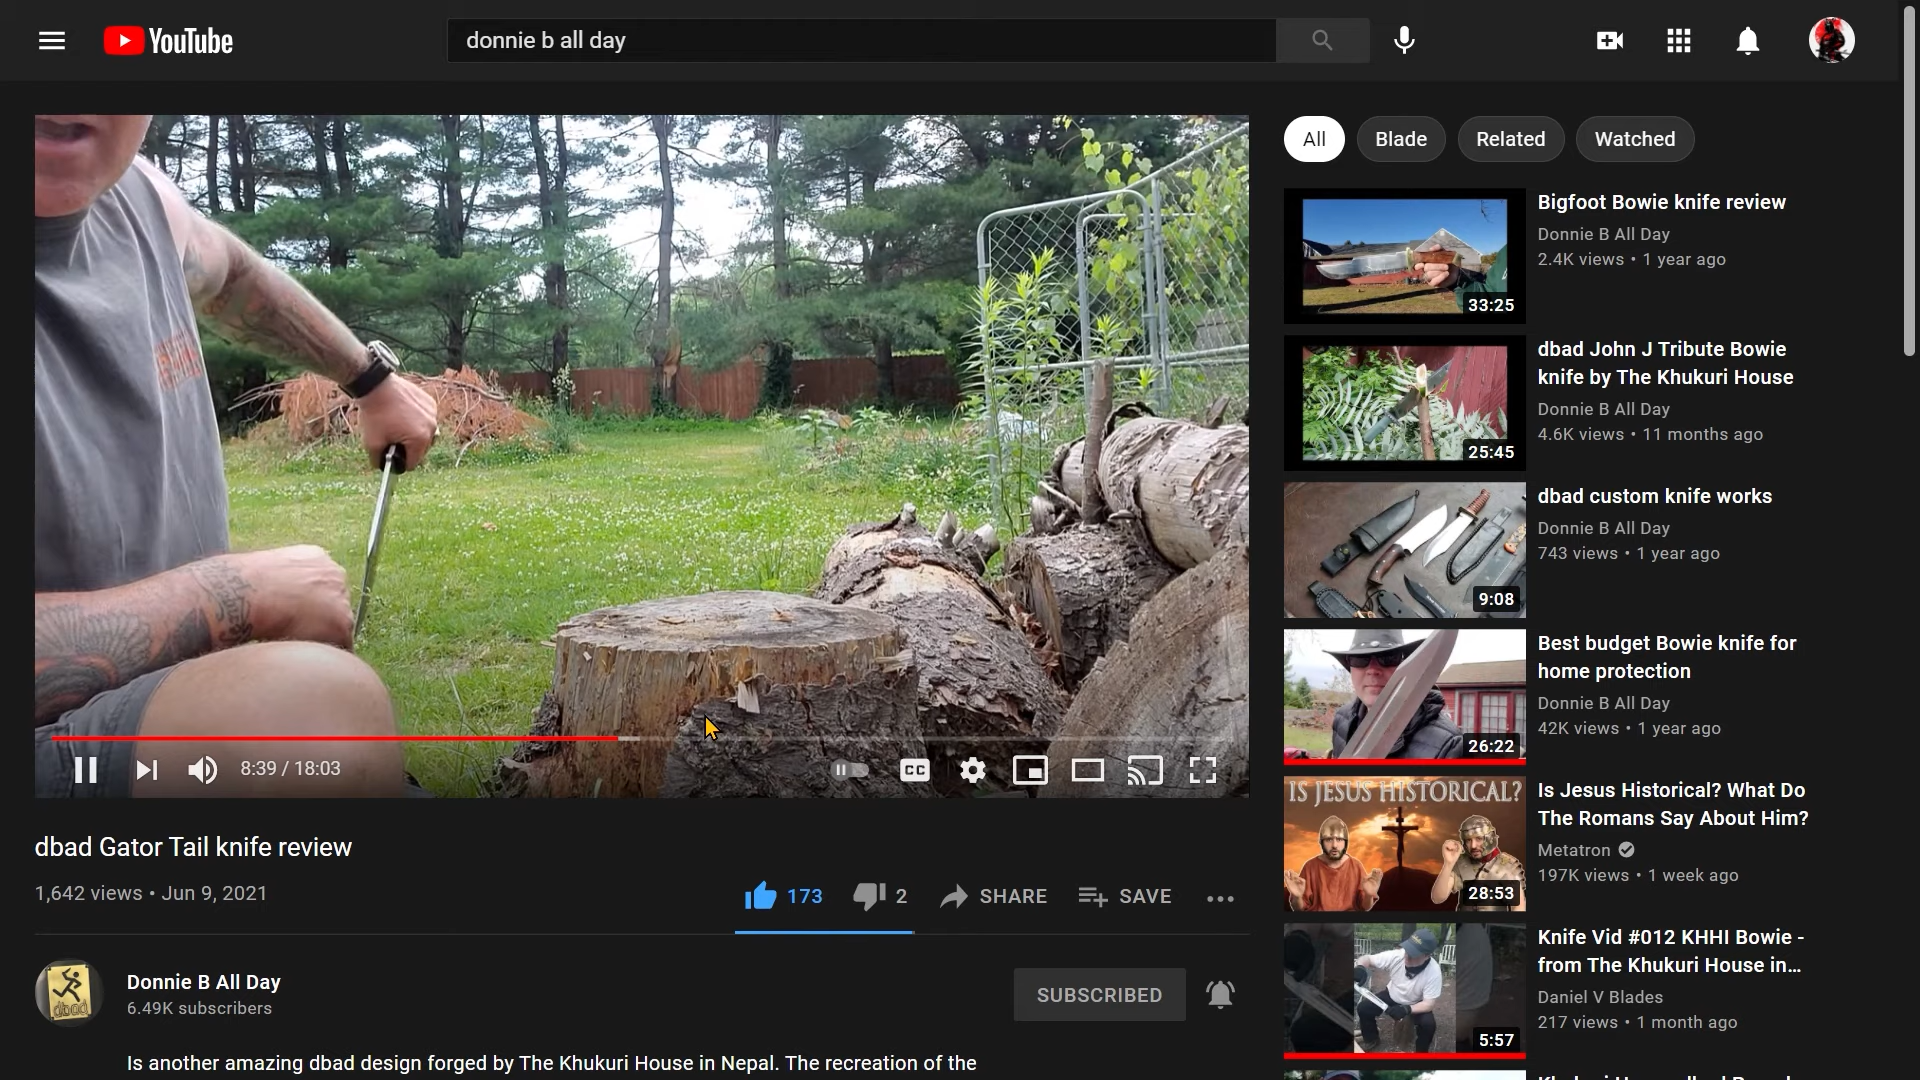 YouTube
donnie b all day
All
Blade
Related
Watched
8:39 / 18:03
CC
dbad Gator Tail knife review
1,642 views • Jun 9, 2021
173
2
SHARE
SAVE
dbad
Donnie B All Day
6.49K subscribers
SUBSCRIBED
Is another amazing dbad design forged by The Khukuri House in Nepal. The recreation of the
33:25
Bigfoot Bowie knife review
Donnie B All Day
2.4K views • 1 year ago
25:45
dbad John J Tribute Bowie
knife by The Khukuri House
Donnie B All Day
4.6K views • 11 months ago
9:08
dbad custom knife works
Donnie B All Day
743 views • 1 year ago
26:22
Best budget Bowie knife for
home protection
Donnie B All Day
42K views • 1 year ago
IS JESUS HISTORICAL?
28:53
Is Jesus Historical? What Do
The Romans Say About Him?
Metatron
197K views • 1 week ago
5:57
Knife Vid #012 KHHI Bowie -
from The Khukuri House in...
Daniel V Blades
217 views • 1 month ago